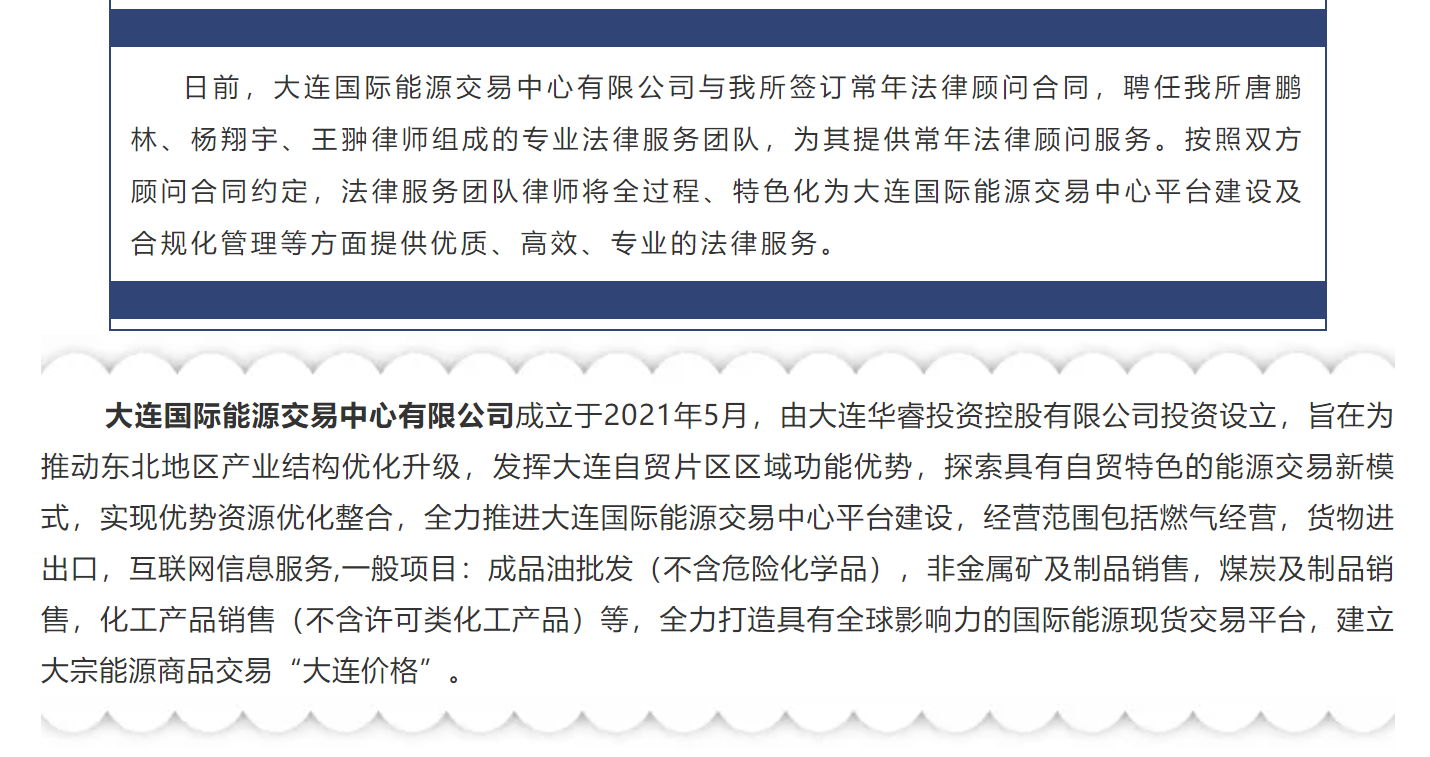 日前，大连国际能源交易中心有限公司与我所签订常年法律顾问合同，聘任我所唐鹏
林、杨翔宇、王翀律师组成的专业法律服务团队，为其提供常年法律顾问服务。按照双方
顾问合同约定，法律服务团队律师将全过程、特色化为大连国际能源交易中心平台建设及
合规化管理等方面提供优质、高效、专业的法律服务。
大连国际能源交易中心有限公司成立于2021年5月，由大连华睿投资控股有限公司投资设立，旨在为
推动东北地区产业结构优化升级，发挥大连自贸片区区域功能优势，探索具有自贸特色的能源交易新模
式，实现优势资源优化整合，全力推进大连国际能源交易中心平台建设，经营范围包括燃气经营，货物进
出口，互联网信息服务,一般项目：成品油批发（不含危险化学品），非金属矿及制品销售，煤炭及制品销
售，化工产品销售（不含许可类化工产品）等，全力打造具有全球影响力的国际能源现货交易平台，建立
大宗能源商品交易“大连价格”。